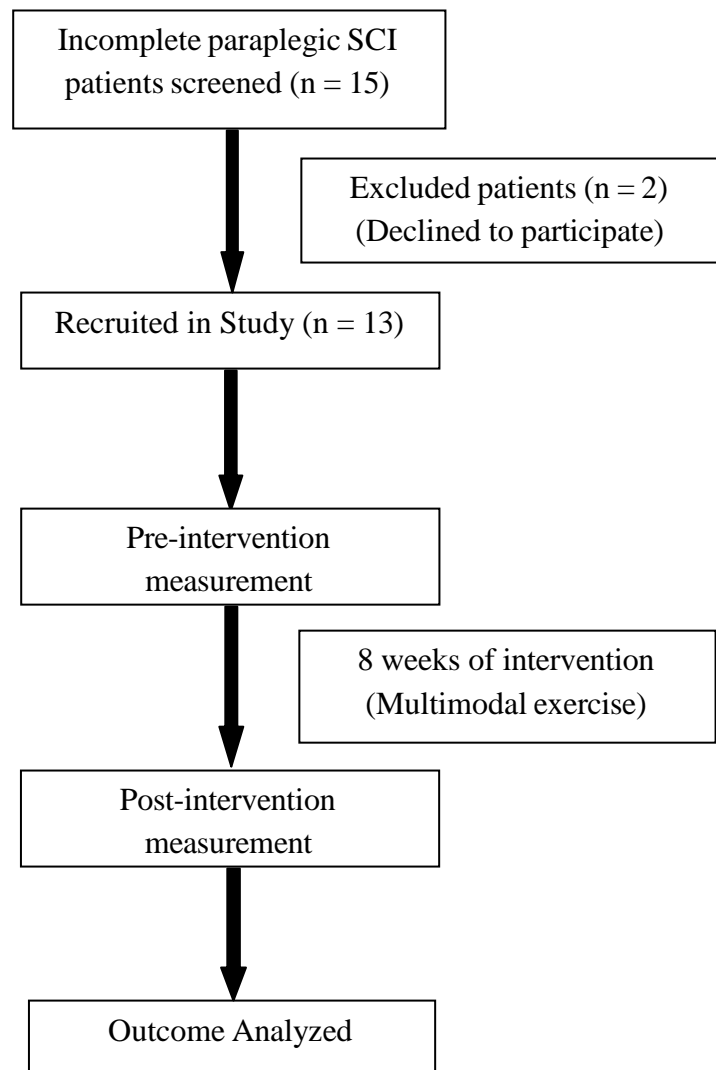 Incomplete paraplegic SCI
patients screened (n = 15)
Excluded patients (n = 2)
(Declined to participate)
Recruited in Study (n = 13)
Pre-intervention
measurement
8 weeks of intervention
(Multimodal exercise)
Post-intervention
measurement
Outcome Analyzed